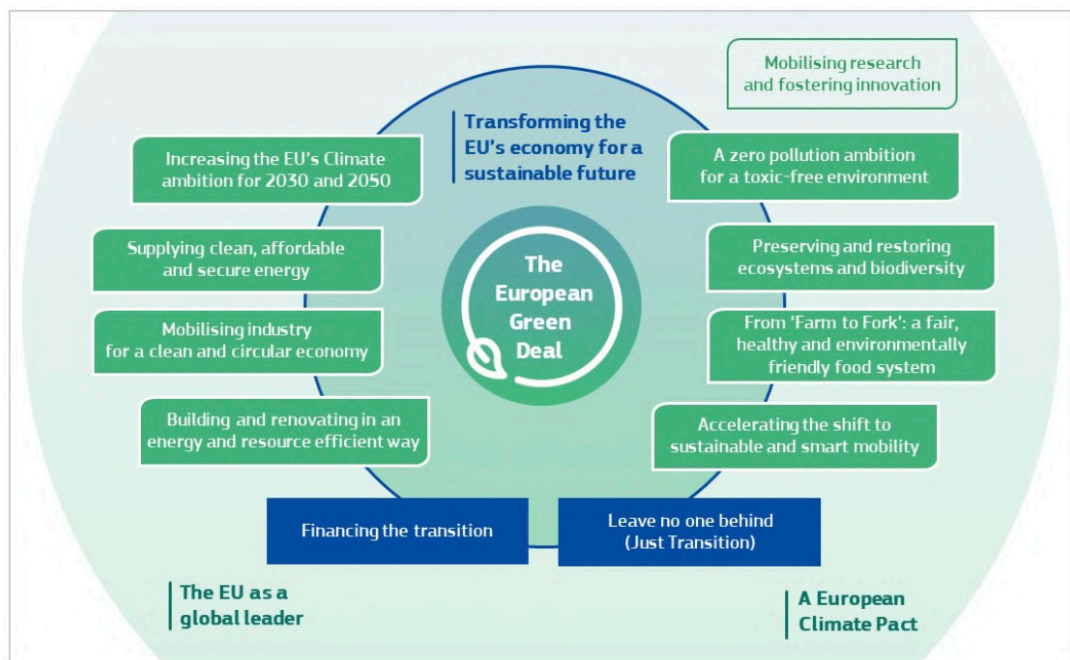 Mobilising research
and fostering innovation
Transforming the
EU's economy for a
sustainable future
Increasing the EU's Climate
ambition for 2030 and 2050
A zero pollution ambition
for a toxic-free environment
Supplying clean, affordable
and secure energy
Preserving and restoring
ecosystems and biodiversity
The
European
Green
Deal
Mobilising industry
for a clean and circular economy
From ‘Farm to Fork’: a fair,
healthy and environmentally
friendly food system
Building and renovating in an
energy and resource efficient way
Accelerating the shift to
sustainable and smart mobility
Financing the transition
Leave no one behind
(Just Transition)
The EU as a
global leader
A European
Climate Pact